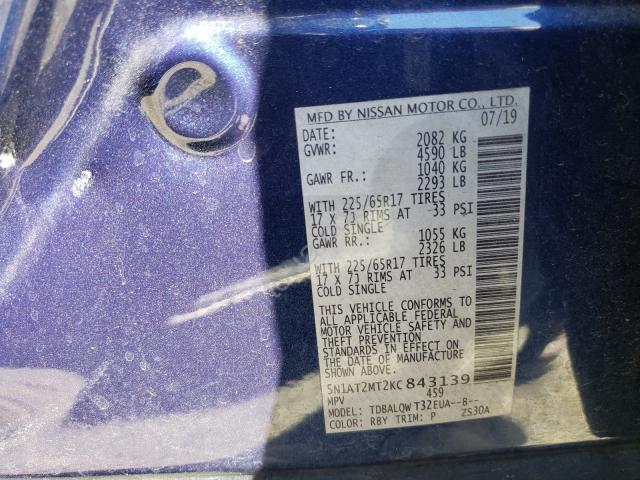 MFD BY NISSAN MOTOR CO., LTD.
DATE: 07/19
GVWR: 2082 KG
4590 LB
GAWR FR.: 1040 KG
2293 LB
WITH 225/65R17 TIRES
17 X 7J RIMS AT 33 PSI
COLD SINGLE
GAWR RR.: 1055 KG
2326 LB
WITH 225/65R17 TIRES
17 X 7J RIMS AT 33 PSI
COLD SINGLE
THIS VEHICLE CONFORMS TO
ALL APPLICABLE FEDERAL
MOTOR VEHICLE SAFETY AND
THEFT PREVENTION
STANDARDS IN EFFECT ON
THE DATE OF MANUFACTURE
SHOWN ABOVE.
5N1AT2MT2KC843139
MPV 459
MODEL: TDBALQWT32EUA--B--
COLOR: RBY TRIM: P ZS30A
e